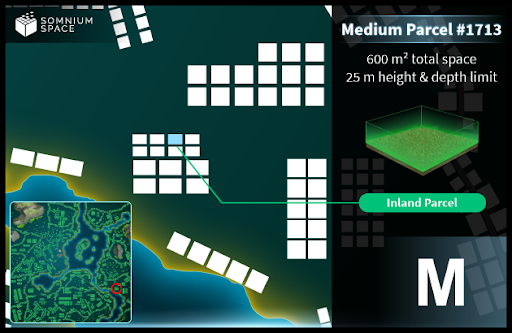 SOMNIUM
SPACE
Medium Parcel #1713
600 m² total space
25 m height & depth limit
Inland Parcel
M